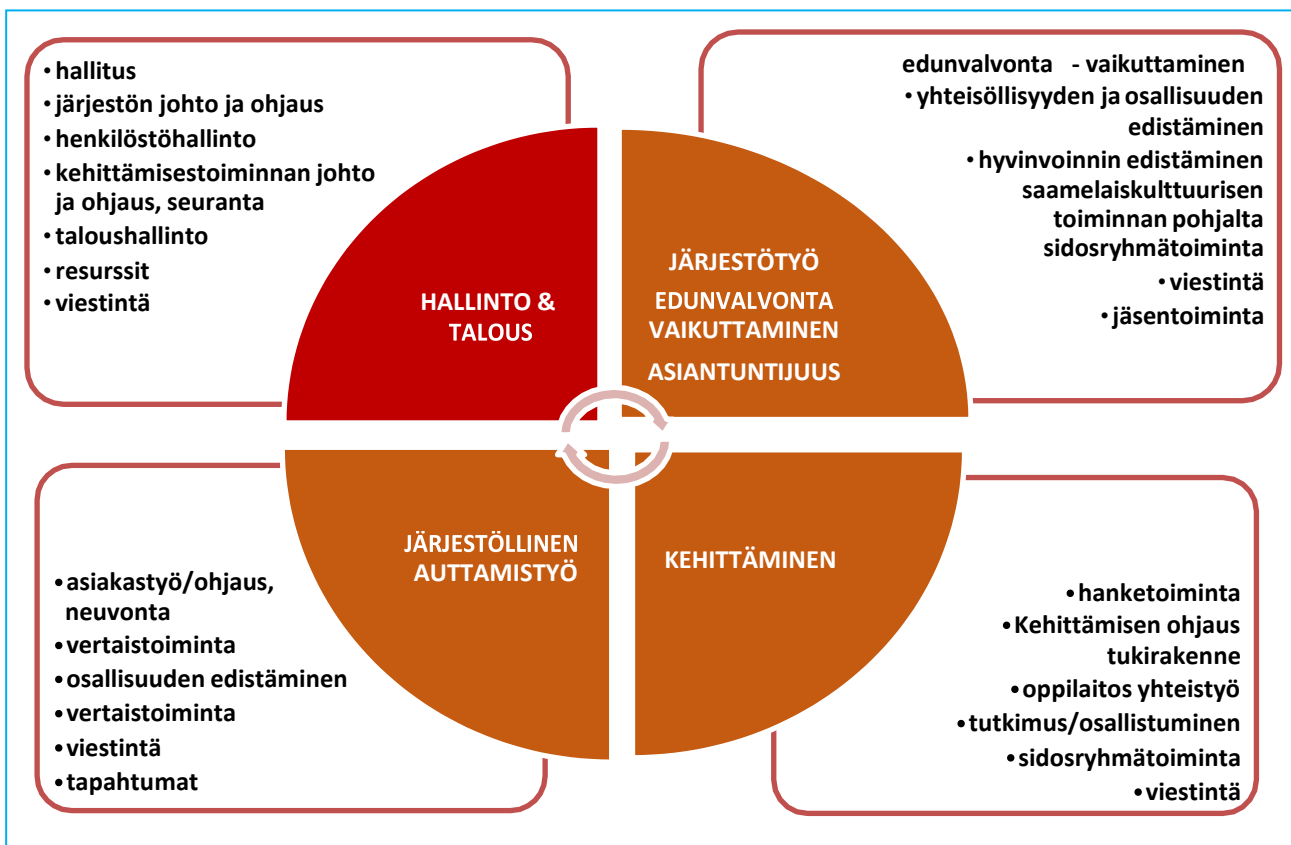 • hallitus
• järjestön johto ja ohjaus
• henkilöstöhallinto
• kehittämisestoiminnan johto
ja ohjaus, seuranta
• taloushallinto
• resurssit
• viestintä
edunvalvonta - vaikuttaminen
• yhteisöllisyyden ja osallisuuden
edistäminen
• hyvinvoinnin edistäminen
saamelaiskulttuurisen
toiminnan pohjalta
sidosryhmätoiminta
• viestintä
• jäsentoiminta
HALLINTO &
TALOUS
JÄRJESTÖTYÖ
EDUNVALVONTA
VAIKUTTAMINEN
ASIANTUNTIJUUS
JÄRJESTÖLLINEN
AUTTAMISTYÖ
KEHITTÄMINEN
• asiakastyö/ohjaus,
neuvonta
• vertaistoiminta
• osallisuuden edistäminen
• vertaistoiminta
• viestintä
• tapahtumat
• hanketoiminta
• Kehittämisen ohjaus
tukirakenne
• oppilaitos yhteistyö
• tutkimus/osallistuminen
• sidosryhmätoiminta
• viestintä